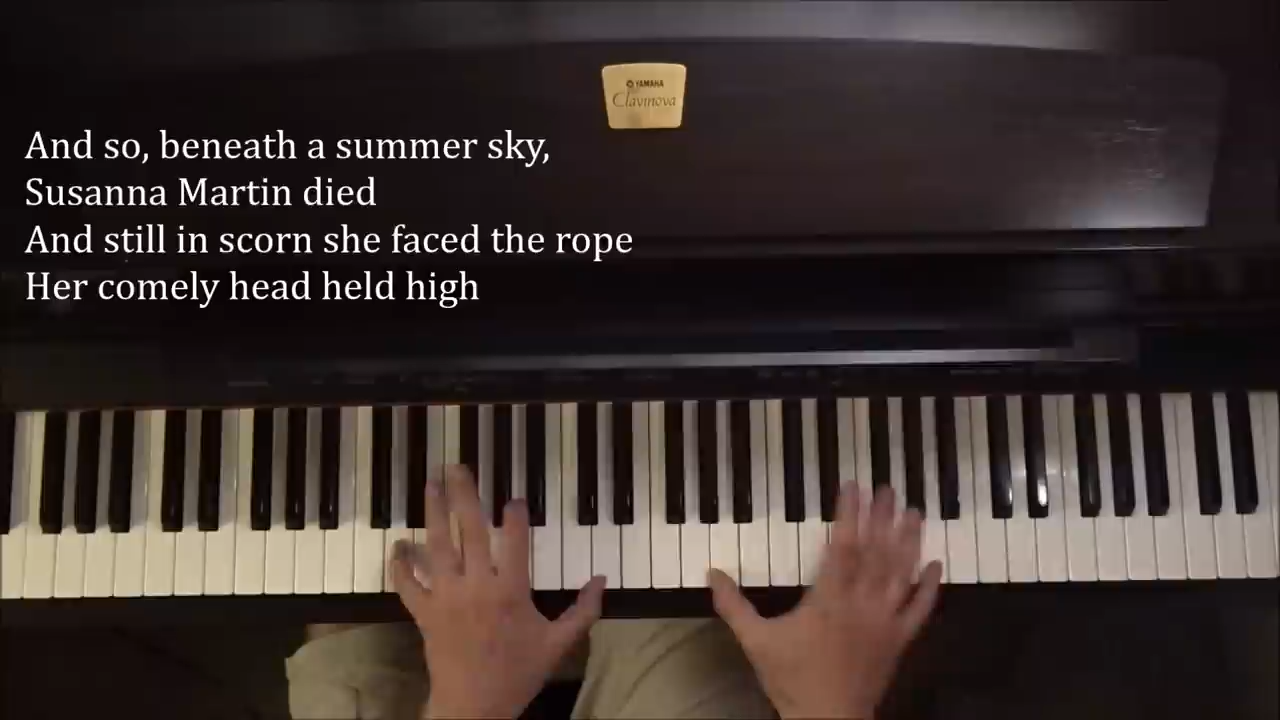 YAMAHA
Clavinova
And so, beneath a summer sky,
Susanna Martin died
And still in scorn she faced the rope
Her comely head held high